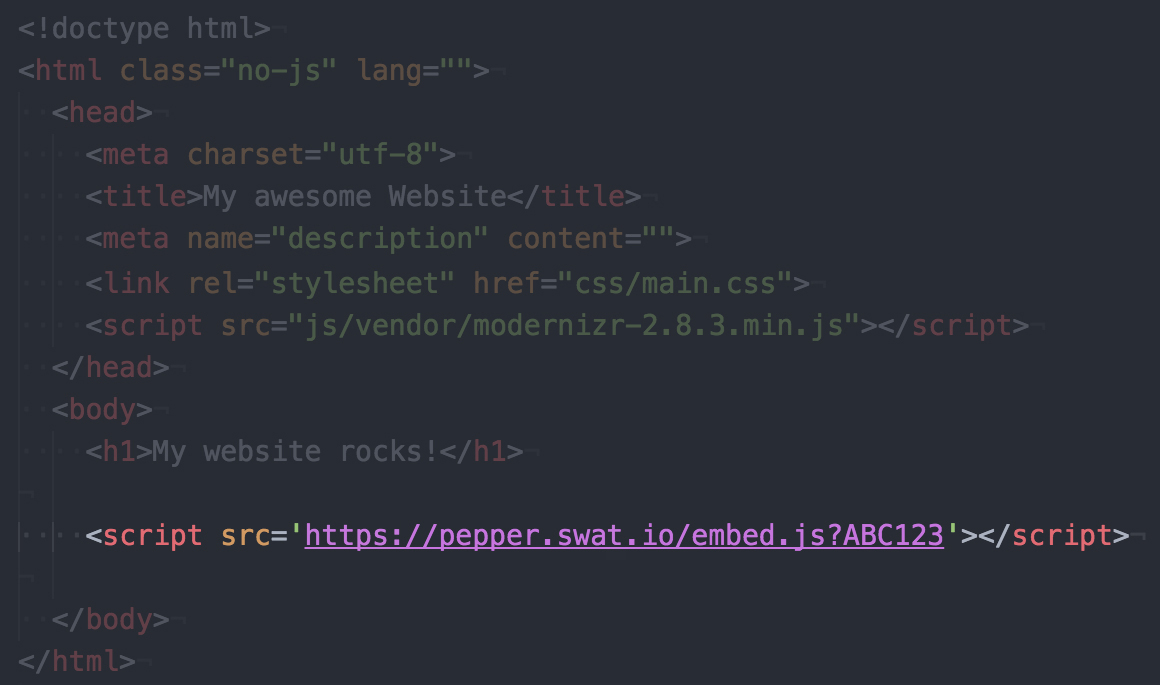 <!doctype html>
<html class="no-js" lang="">
<head>
<meta charset="utf-8">
<title>My awesome Website</title>
<meta name="description" content="">
<link rel="stylesheet" href="css/main.css">
<script src="js/vendor/modernizr-2.8.3.min.js"></script>
</head>
<body>
<h1>My website rocks!</h1>
<script src='https://pepper.swat.io/embed.js?ABC123'></script>
</body>
</html>